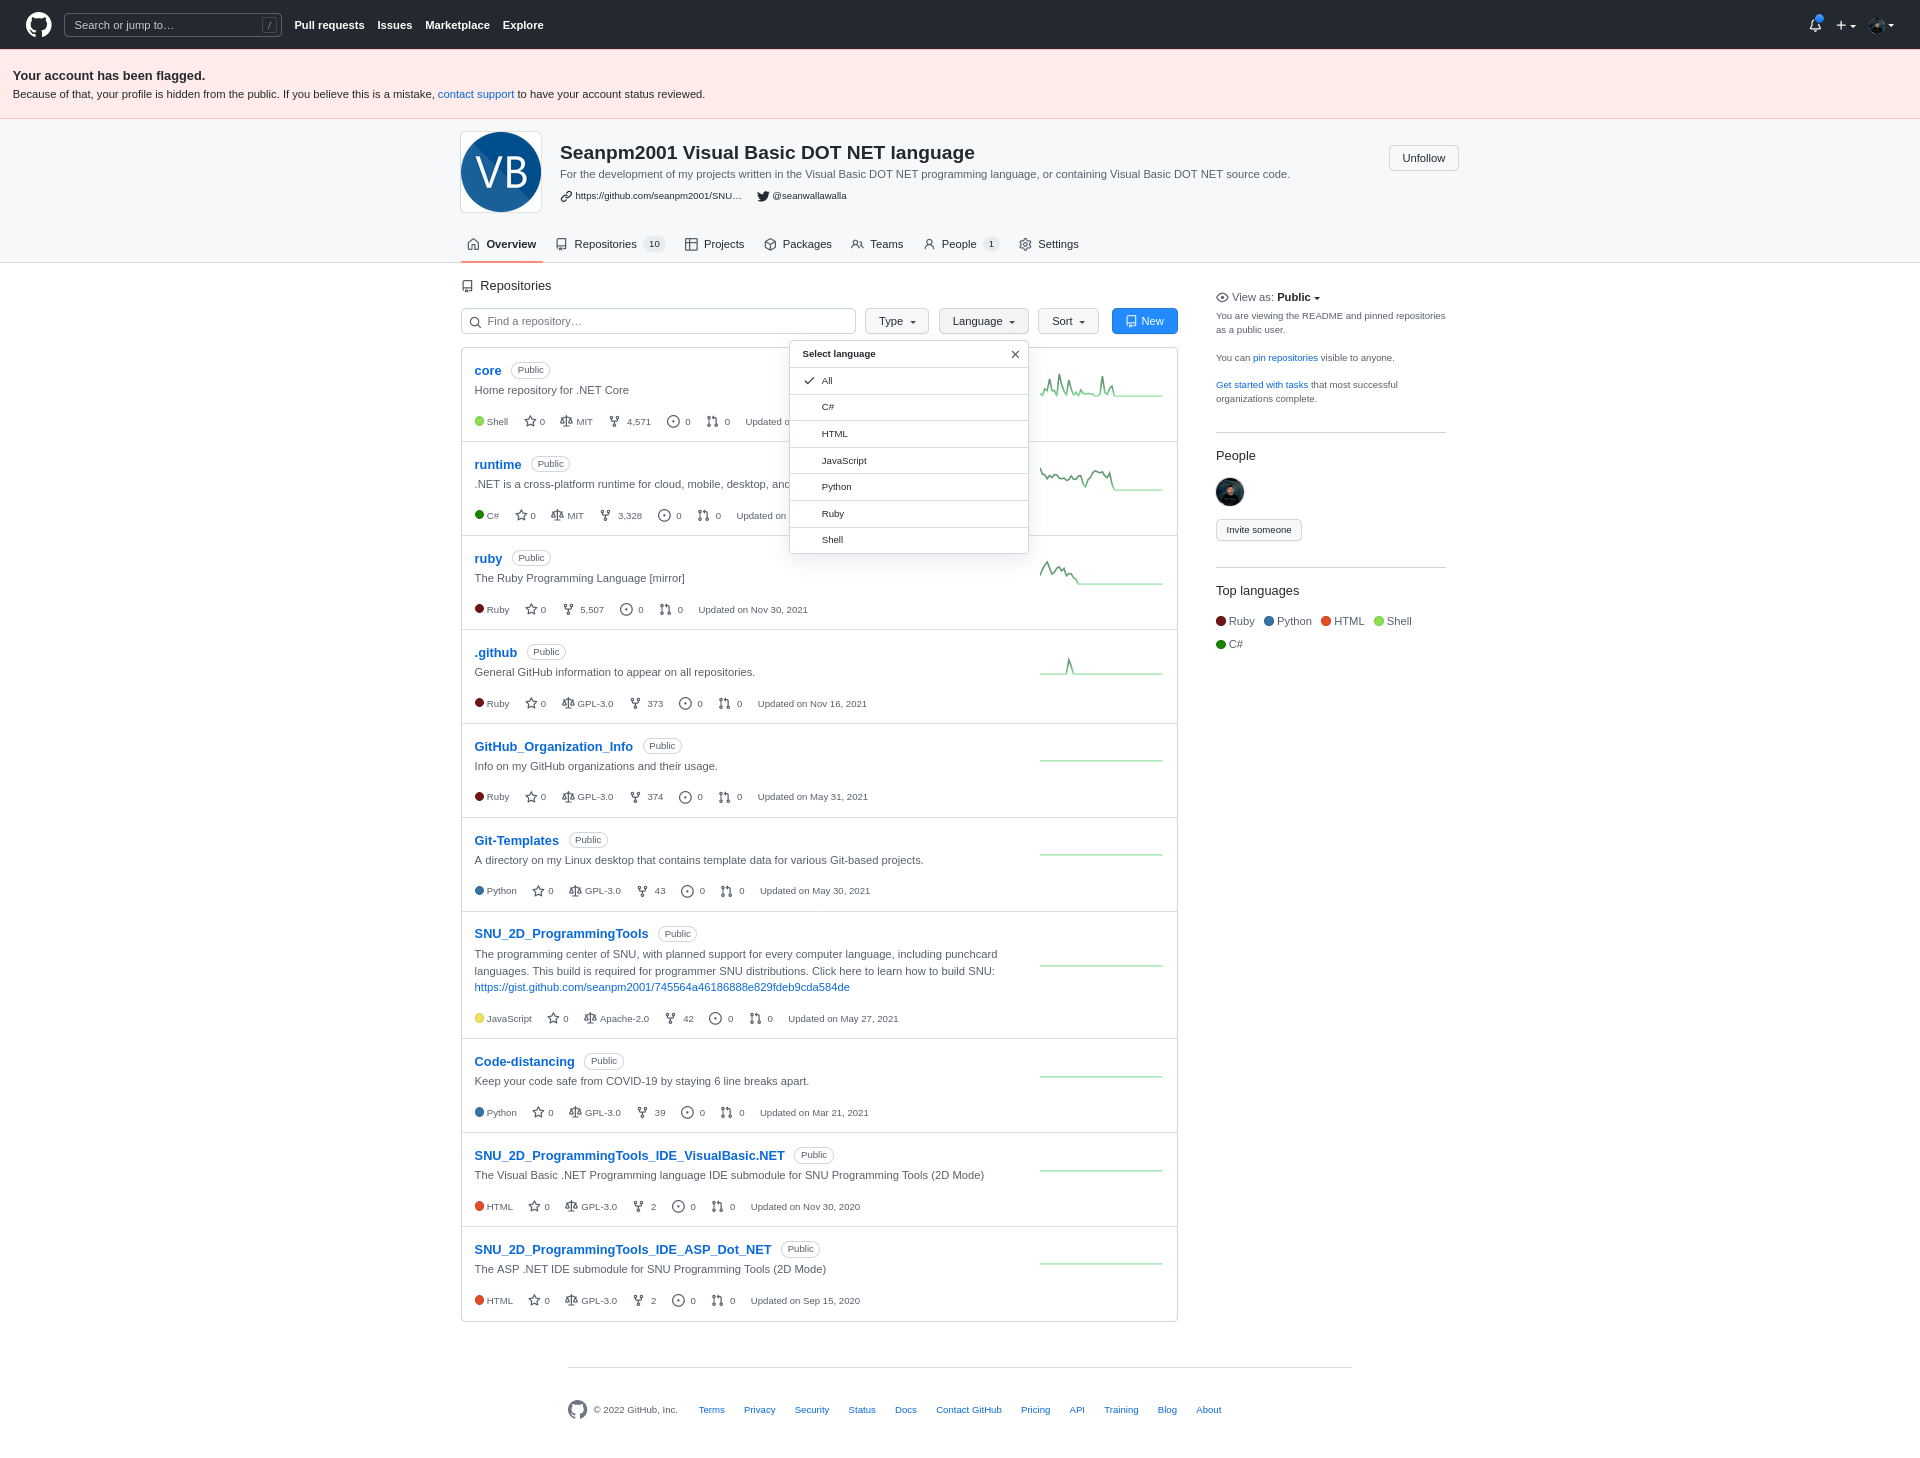 Search or jump to… /
Pull requests Issues Marketplace Explore
Your account has been flagged.
Because of that, your profile is hidden from the public. If you believe this is a mistake, contact support to have your account status reviewed.
VB
Seanpm2001 Visual Basic DOT NET language
For the development of my projects written in the Visual Basic DOT NET programming language, or containing Visual Basic DOT NET source code.
https://github.com/seanpm2001/SNU… @seanwallawalla
Unfollow
Overview Repositories 10 Projects Packages Teams People 1 Settings
Repositories
Find a repository… Type Language Sort New
Select language
All
C#
HTML
JavaScript
Python
Ruby
Shell
core Public
Home repository for .NET Core
Shell 0 MIT 4,571 0 0 Updated o
runtime Public
.NET is a cross-platform runtime for cloud, mobile, desktop, and
C# 0 MIT 3,328 0 0 Updated on
ruby Public
The Ruby Programming Language [mirror]
Ruby 0 5,507 0 0 Updated on Nov 30, 2021
.github Public
General GitHub information to appear on all repositories.
Ruby 0 GPL-3.0 373 0 0 Updated on Nov 16, 2021
GitHub_Organization_Info Public
Info on my GitHub organizations and their usage.
Ruby 0 GPL-3.0 374 0 0 Updated on May 31, 2021
Git-Templates Public
A directory on my Linux desktop that contains template data for various Git-based projects.
Python 0 GPL-3.0 43 0 0 Updated on May 30, 2021
SNU_2D_ProgrammingTools Public
The programming center of SNU, with planned support for every computer language, including punchcard
languages. This build is required for programmer SNU distributions. Click here to learn how to build SNU:
https://gist.github.com/seanpm2001/745564a46186888e829fdeb9cda584de
JavaScript 0 Apache-2.0 42 0 0 Updated on May 27, 2021
Code-distancing Public
Keep your code safe from COVID-19 by staying 6 line breaks apart.
Python 0 GPL-3.0 39 0 0 Updated on Mar 21, 2021
SNU_2D_ProgrammingTools_IDE_VisualBasic.NET Public
The Visual Basic .NET Programming language IDE submodule for SNU Programming Tools (2D Mode)
HTML 0 GPL-3.0 2 0 0 Updated on Nov 30, 2020
SNU_2D_ProgrammingTools_IDE_ASP_Dot_NET Public
The ASP .NET IDE submodule for SNU Programming Tools (2D Mode)
HTML 0 GPL-3.0 2 0 0 Updated on Sep 15, 2020
View as: Public
You are viewing the README and pinned repositories
as a public user.
You can pin repositories visible to anyone.
Get started with tasks that most successful
organizations complete.
People
Invite someone
Top languages
Ruby Python HTML Shell
C#
© 2022 GitHub, Inc. Terms Privacy Security Status Docs Contact GitHub Pricing API Training Blog About